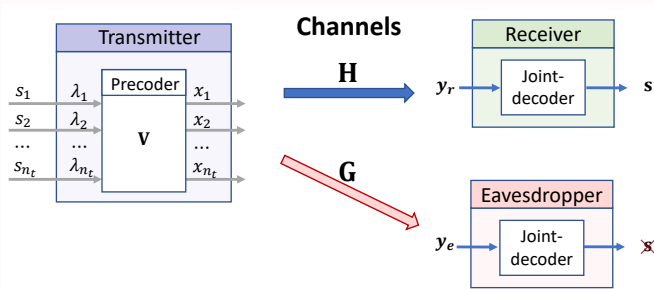 Transmitter
Channels
Receiver
s₁ λ₁ Precoder x₁
s₂ λ₂ V x₂
... ... ...
sₙₜ λₙₜ xₙₜ
H
yᵣ Joint-
decoder s
G
Eavesdropper
yₑ Joint-
decoder s